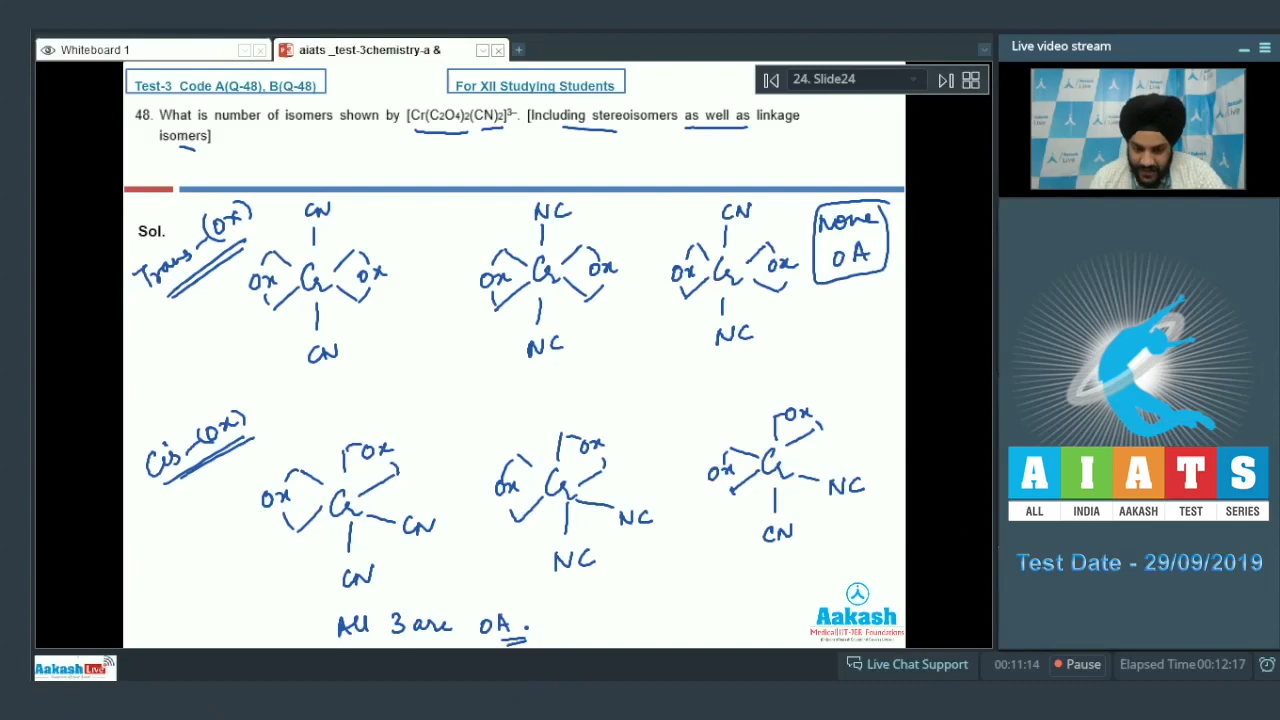 Whiteboard 1
aiats _test-3chemistry-a &
24. Slide24
Live video stream
Test-3 Code A(Q-48), B(Q-48)
For XII Studying Students
48. What is number of isomers shown by [Cr(C2O4)2(CN)2]3–. [Including stereoisomers as well as linkage
isomers]
Sol.
Trans-(Ox)
CN
Ox Cr Ox
CN
NC
Ox Cr Ox
NC
CN
Ox Cr Ox
NC
None
OA
Cis-(Ox)
Ox
Ox Cr
CN
CN
Ox
Ox Cr
NC
NC
Ox
Ox Cr
NC
CN
All 3 are OA.
Aakash
Medical|IIT-JEE|Foundations
AIATS
ALL INDIA AAKASH TEST SERIES
Test Date - 29/09/2019
Aakash Live
Live Chat Support
00:11:14
Pause
Elapsed Time 00:12:17